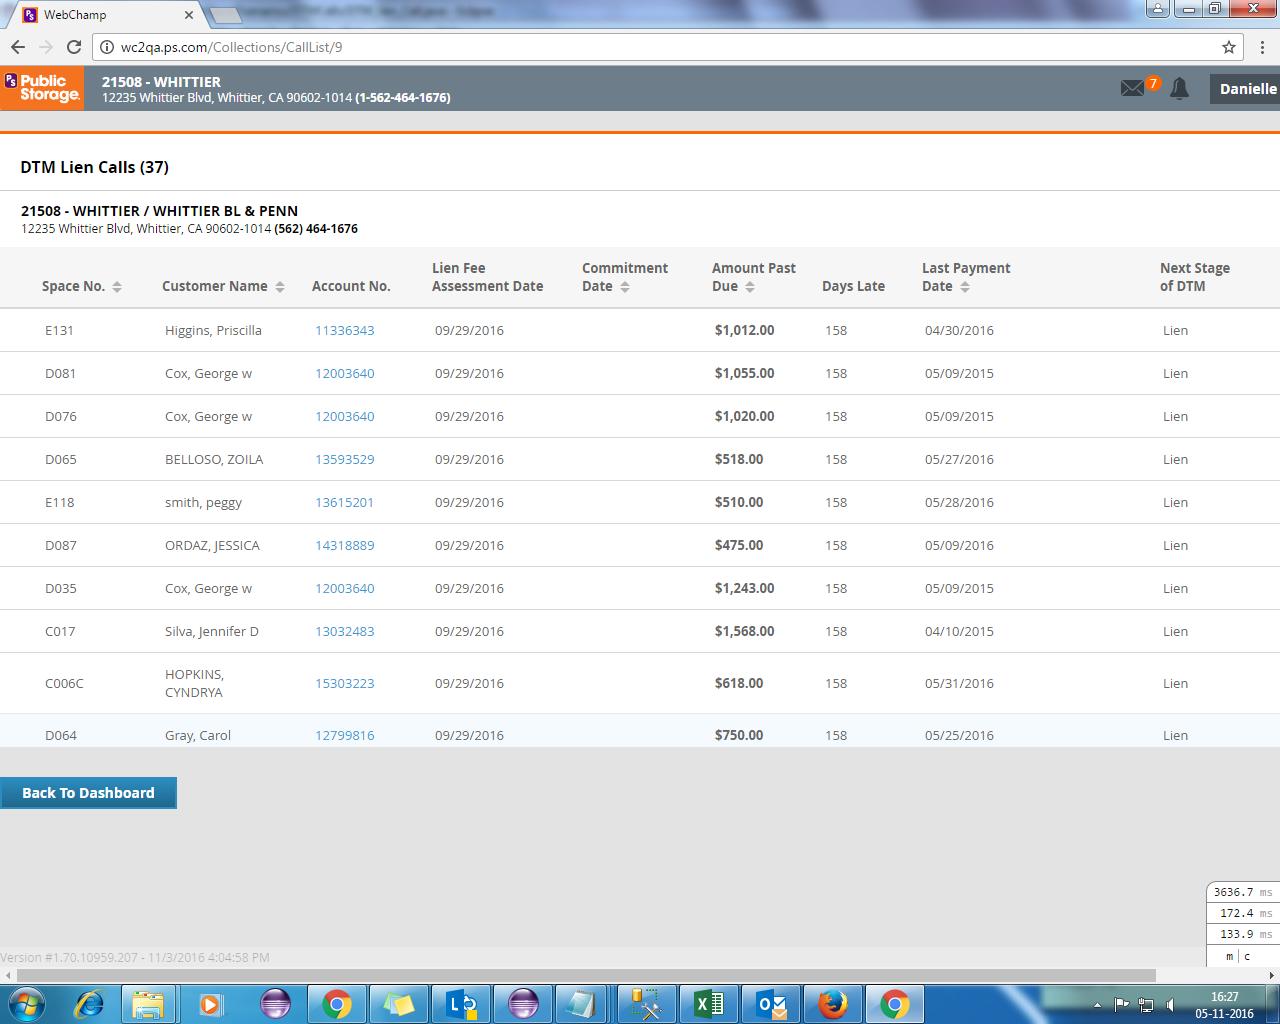 WebChamp
wc2qa.ps.com/Collections/CallList/9
PS Public Storage.
21508 - WHITTIER
12235 Whittier Blvd, Whittier, CA 90602-1014 (1-562-464-1676)
7
Danielle
DTM Lien Calls (37)
21508 - WHITTIER / WHITTIER BL & PENN
12235 Whittier Blvd, Whittier, CA 90602-1014 (562) 464-1676
Space No. Customer Name Account No. Lien Fee Assessment Date Commitment Date Amount Past Due Days Late Last Payment Date Next Stage of DTM
E131 Higgins, Priscilla 11336343 09/29/2016 $1,012.00 158 04/30/2016 Lien
D081 Cox, George w 12003640 09/29/2016 $1,055.00 158 05/09/2015 Lien
D076 Cox, George w 12003640 09/29/2016 $1,020.00 158 05/09/2015 Lien
D065 BELLOSO, ZOILA 13593529 09/29/2016 $518.00 158 05/27/2016 Lien
E118 smith, peggy 13615201 09/29/2016 $510.00 158 05/28/2016 Lien
D087 ORDAZ, JESSICA 14318889 09/29/2016 $475.00 158 05/09/2016 Lien
D035 Cox, George w 12003640 09/29/2016 $1,243.00 158 05/09/2015 Lien
C017 Silva, Jennifer D 13032483 09/29/2016 $1,568.00 158 04/10/2015 Lien
C006C HOPKINS, CYNDRYA 15303223 09/29/2016 $618.00 158 05/31/2016 Lien
D064 Gray, Carol 12799816 09/29/2016 $750.00 158 05/25/2016 Lien
Back To Dashboard
3636.7 ms
172.4 ms
133.9 ms
m | c
Version #1.70.10959.207 - 11/3/2016 4:04:58 PM
16:27
05-11-2016